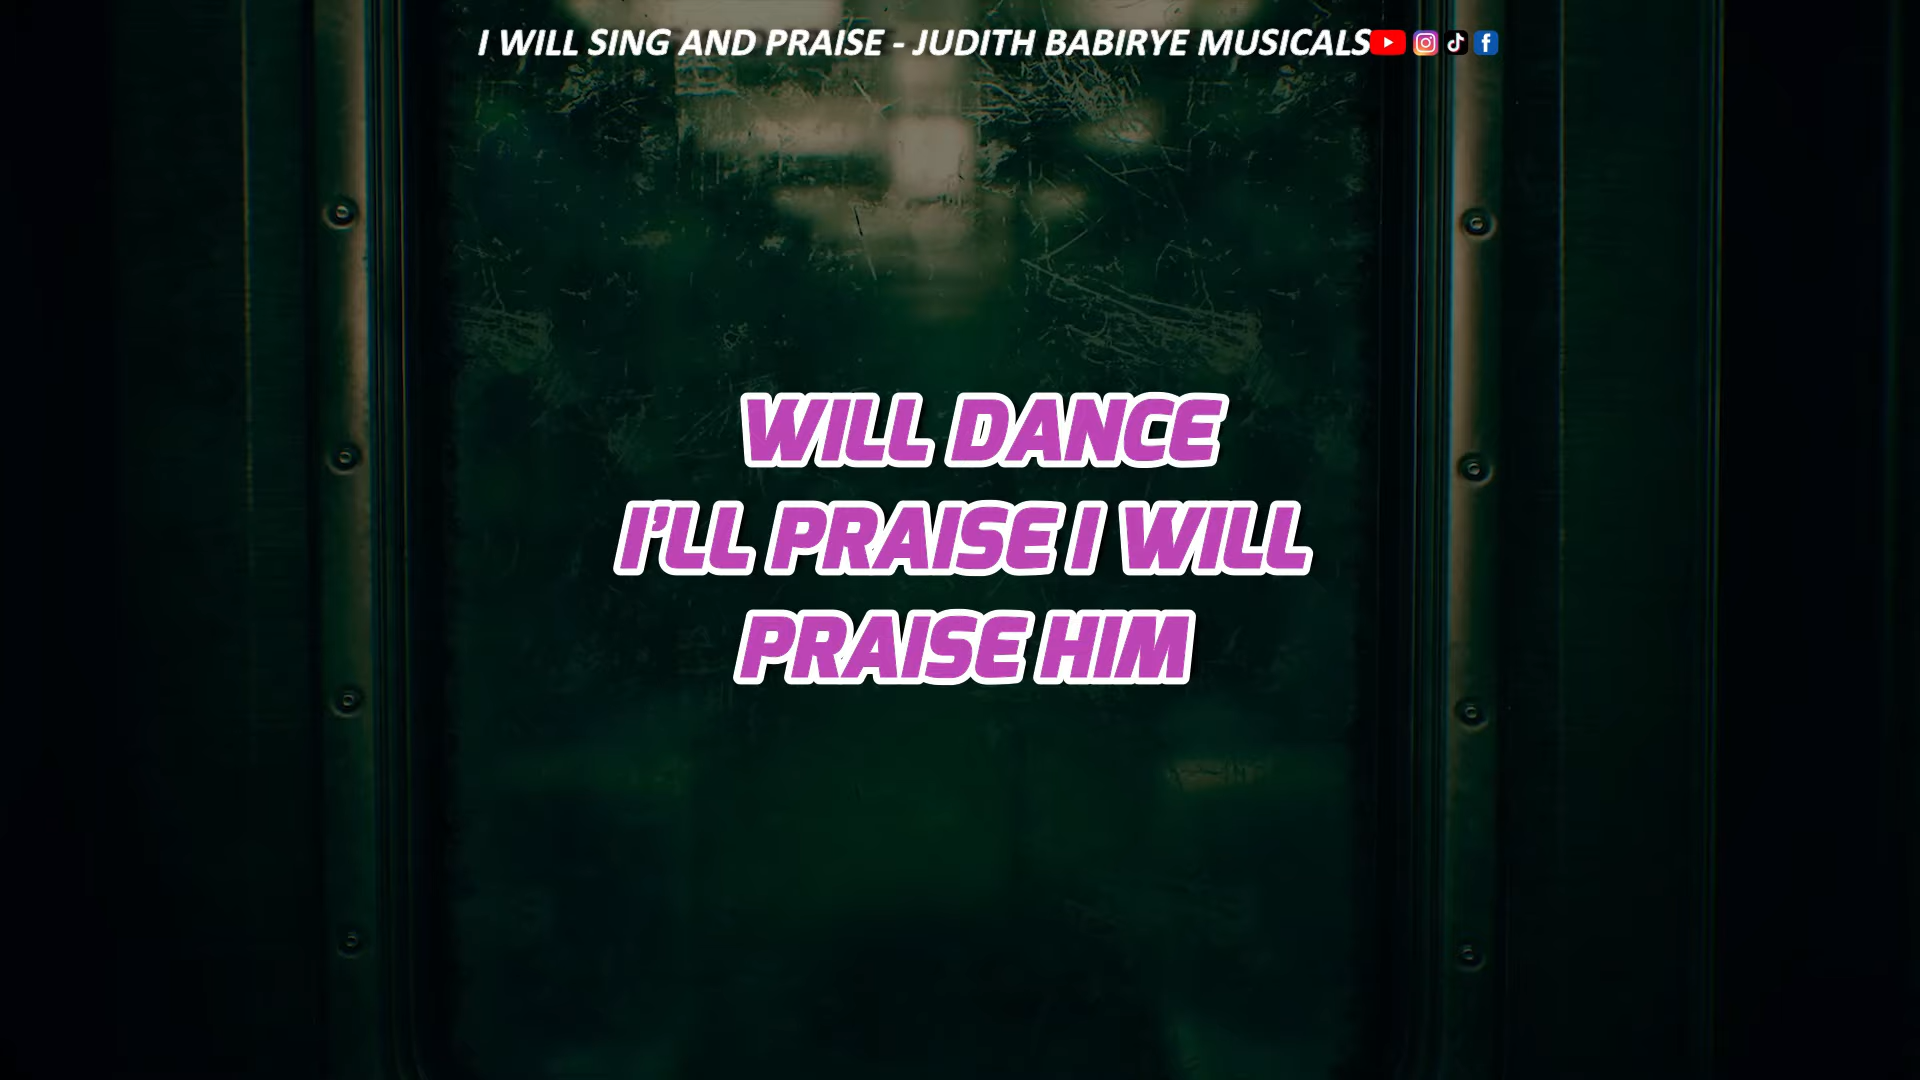 I WILL SING AND PRAISE - JUDITH BABIRYE MUSICALS
WILL DANCE
I'LL PRAISE I WILL
PRAISE HIM